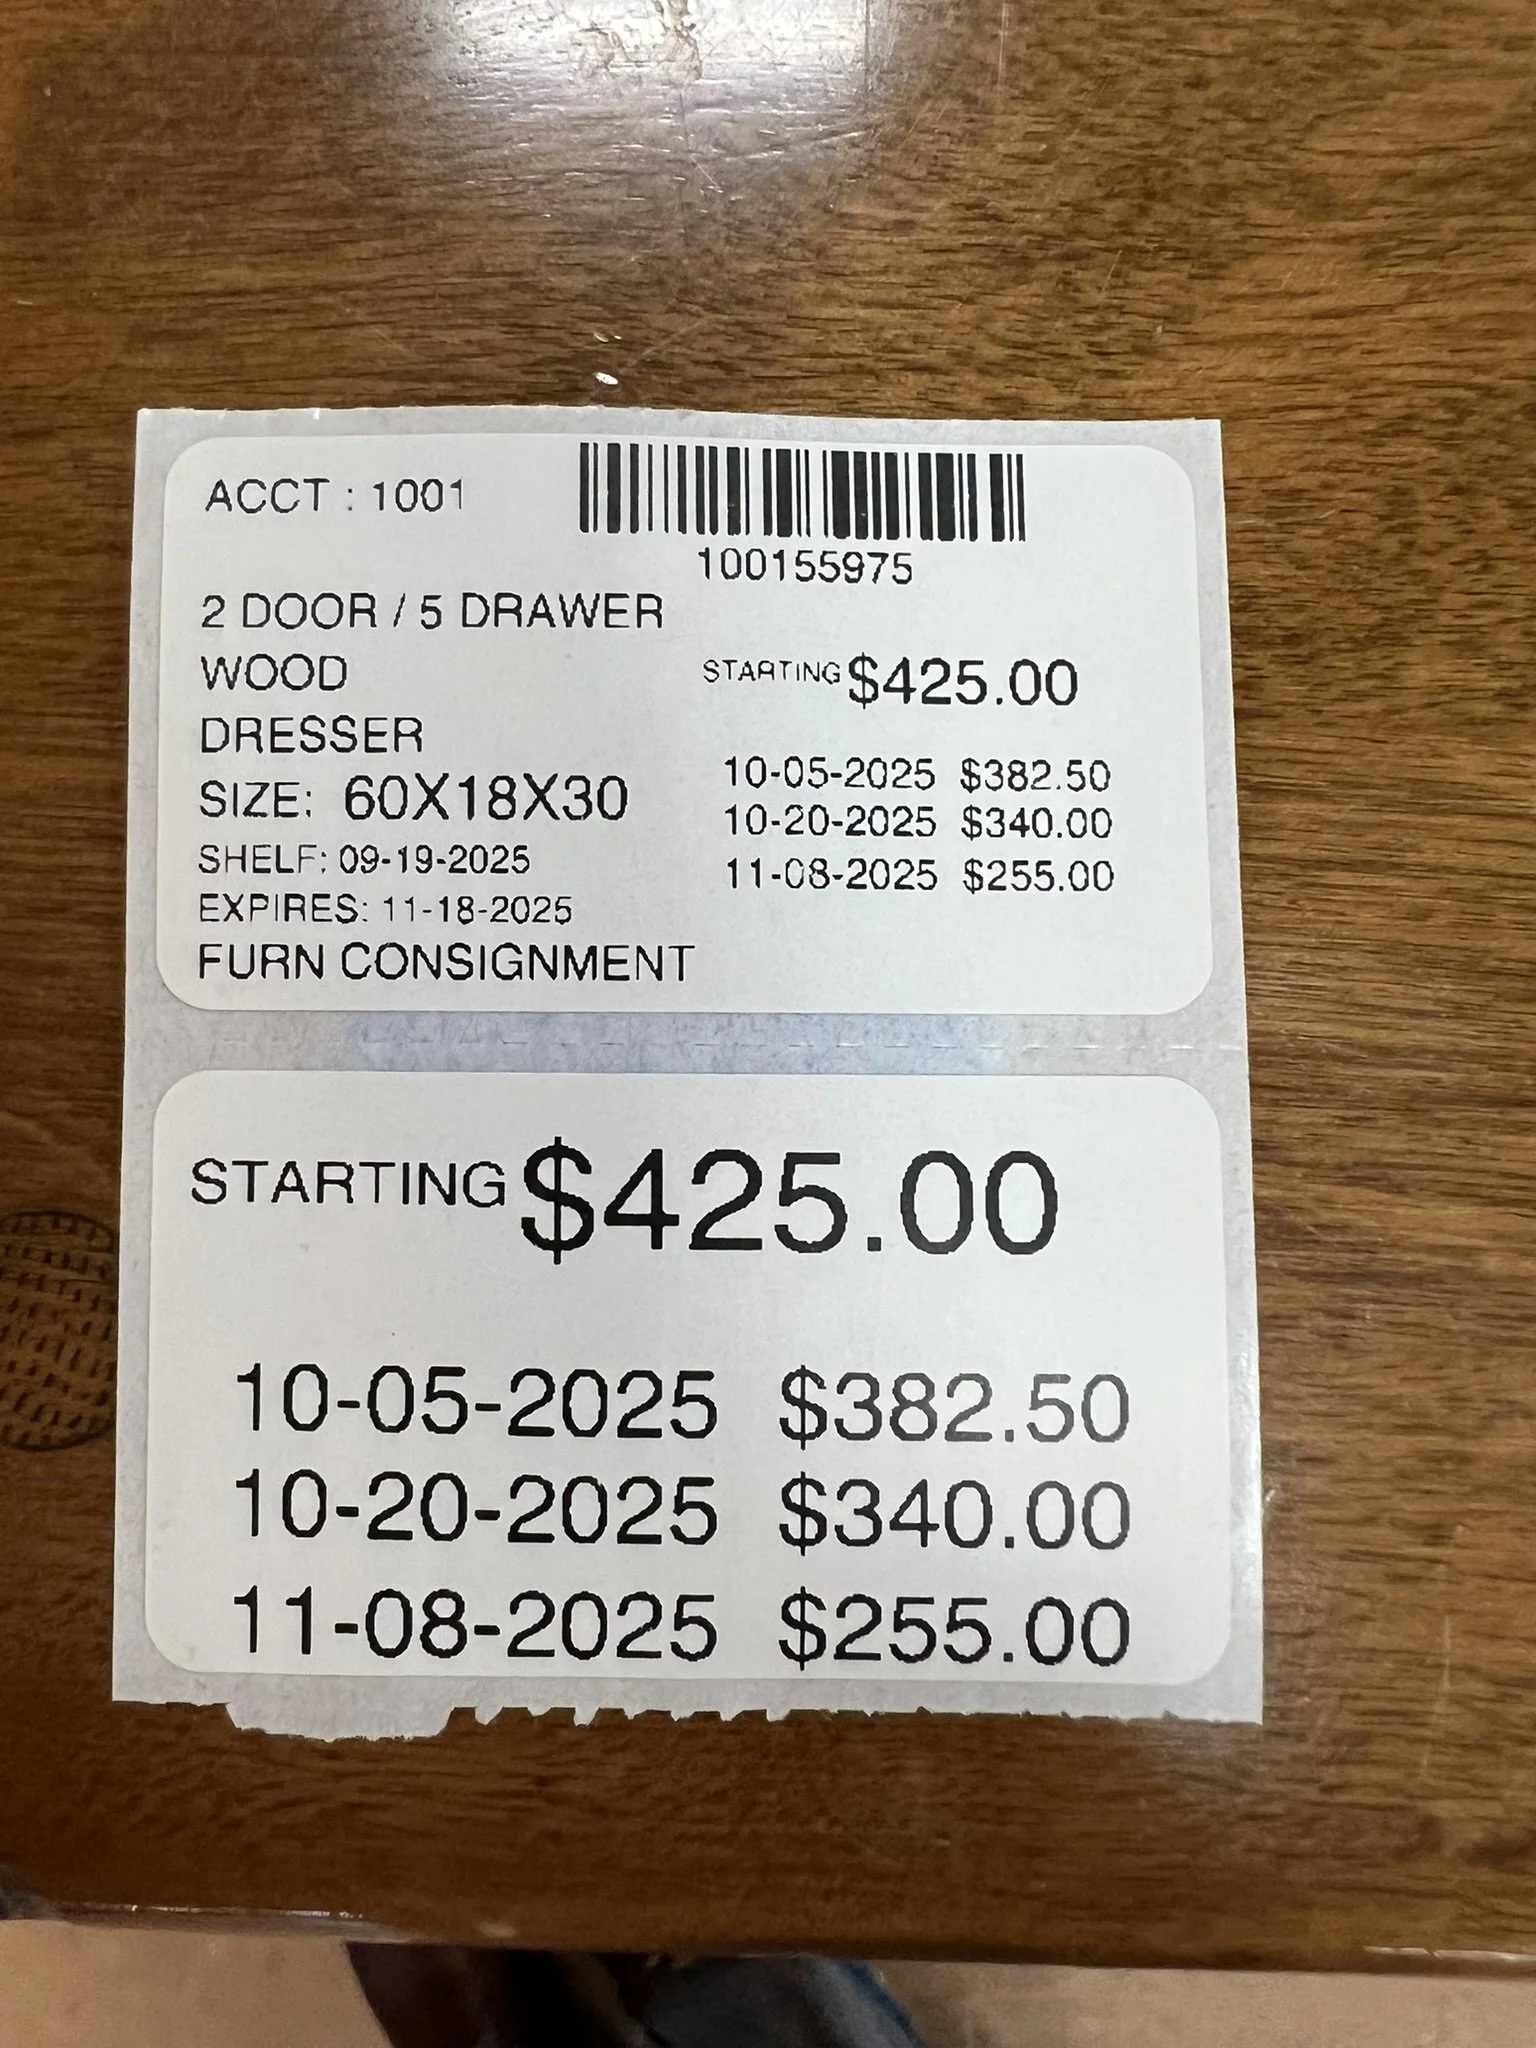 ACCT : 1001
100155975
2 DOOR / 5 DRAWER
WOOD
DRESSER
SIZE: 60X18X30
SHELF: 09-19-2025
EXPIRES: 11-18-2025
FURN CONSIGNMENT
STARTING $425.00
10-05-2025 $382.50
10-20-2025 $340.00
11-08-2025 $255.00
STARTING $425.00
10-05-2025 $382.50
10-20-2025 $340.00
11-08-2025 $255.00